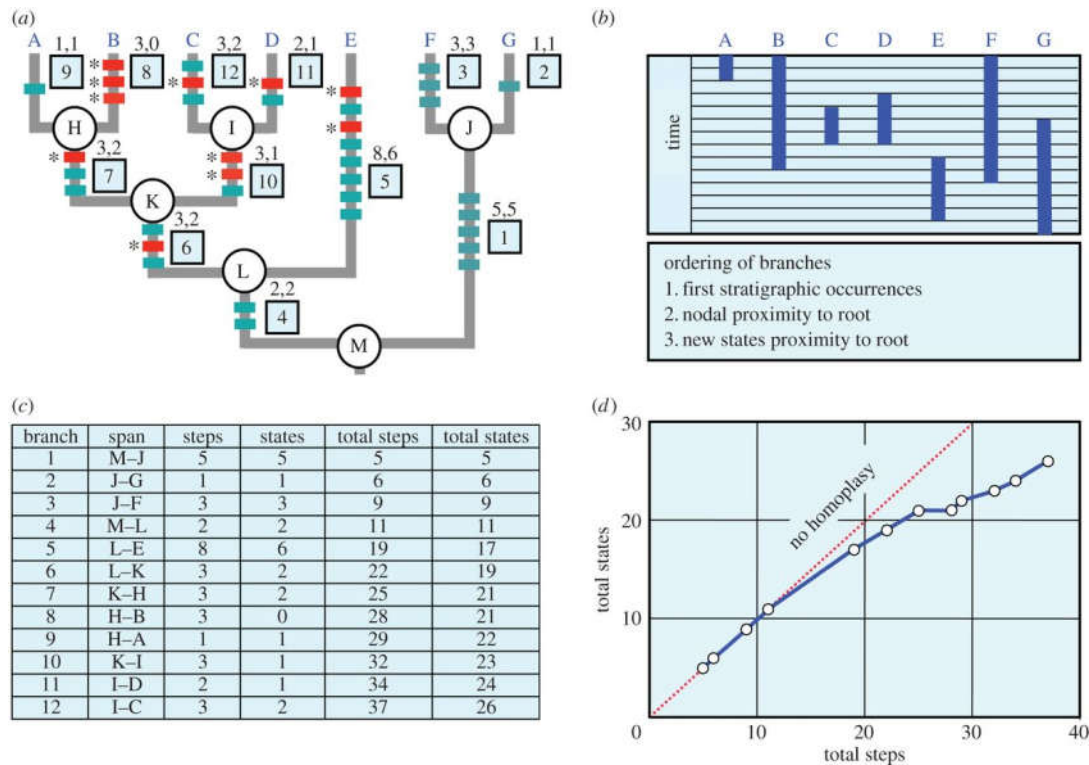 (a)
A B C D E F G
1,1 3,0 3,2 2,1 3,3 1,1
* * * * * * *
9 8 12 11 3 2
H I J
* 3,2 * * 3,1 8,6
7 10 5
K 5,5
* 3,2 1
6
L
2,2
4
M
(b)
A B C D E F G
time
ordering of branches
1. first stratigraphic occurrences
2. nodal proximity to root
3. new states proximity to root
(c)
branch span steps states total steps total states
1 M–J 5 5 5 5
2 J–G 1 1 6 6
3 J–F 3 3 9 9
4 M–L 2 2 11 11
5 L–E 8 6 19 17
6 L–K 3 2 22 19
7 K–H 3 2 25 21
8 H–B 3 0 28 21
9 H–A 1 1 29 22
10 K–I 3 1 32 23
11 I–D 2 1 34 24
12 I–C 3 2 37 26
(d)
30
20
10
total states
no homoplasy
0 10 20 30 40
total steps